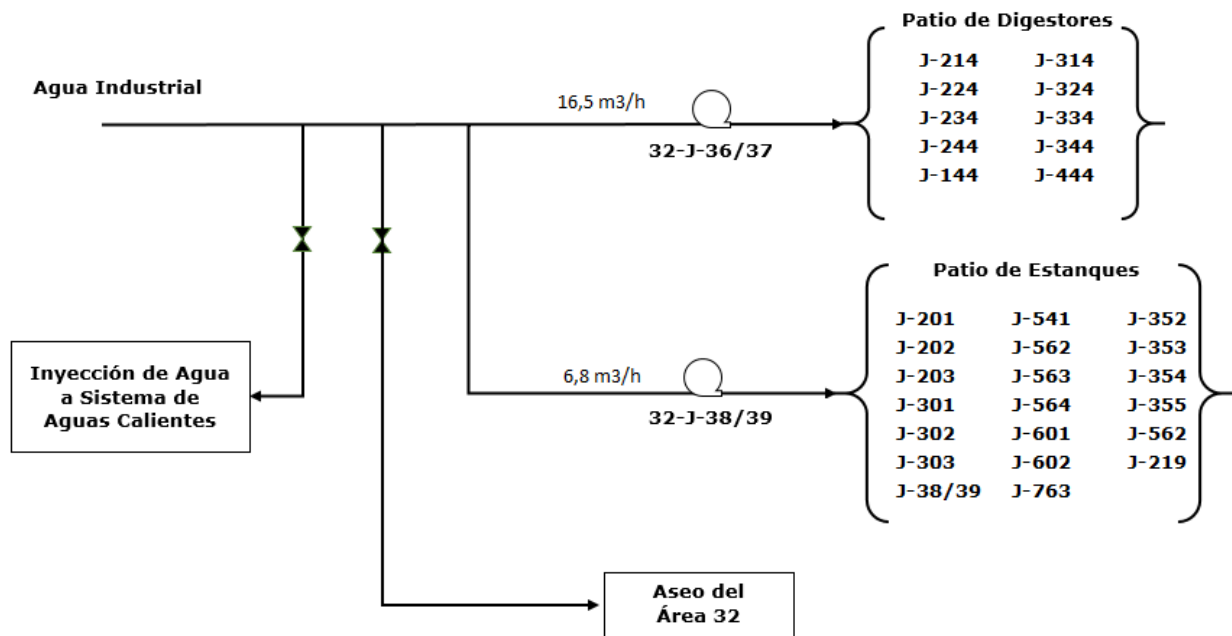 Patio de Digestores
J-214 J-314
Agua Industrial
J-224 J-324
16,5 m3/h
J-234 J-334
32-J-36/37
J-244 J-344
J-144 J-444
Patio de Estanques
J-201 J-541 J-352
J-202 J-562 J-353
Inyección de Agua
a Sistema de
Aguas Calientes
6,8 m3/h
J-203 J-563 J-354
J-301 J-564 J-355
32-J-38/39
J-302 J-601 J-562
J-303 J-602 J-219
J-38/39 J-763
Aseo del
Área 32